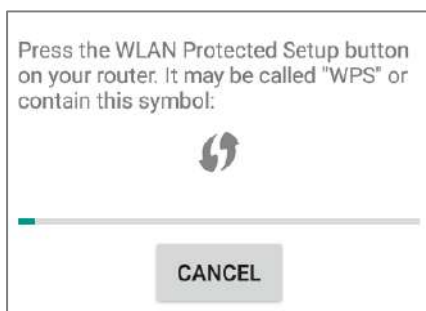 Press the WLAN Protected Setup button
on your router. It may be called "WPS" or
contain this symbol:
CANCEL